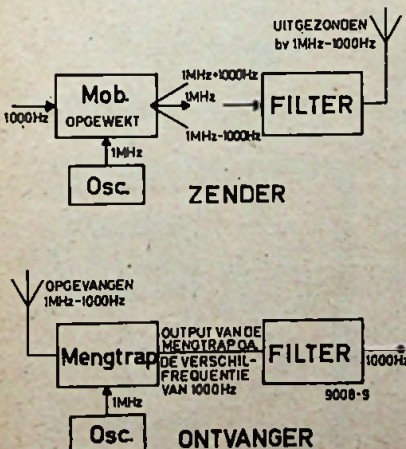 UITGEZONDEN
bv 1MHz-1000Hz
1MHz+1000Hz
Mob.
OPGEWEKT
1MHz
FILTER
1000Hz
1MHz-1000Hz
1MHz
Osc.
ZENDER
OPGEVANGEN
1MHz-1000Hz
OUTPUT VAN DE
MENGTRAP O.A.
Mengtrap
FILTER
DE VERSCHIL-
FREQUENTIE
VAN 1000Hz
1000Hz
1MHz
9008-S
Osc.
ONTVANGER